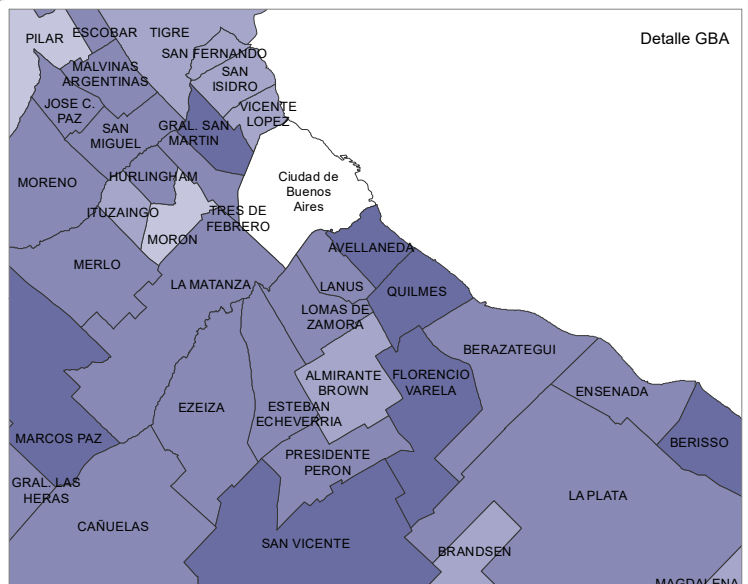 Detalle GBA
PILAR
ESCOBAR
TIGRE
SAN FERNANDO
MALVINAS
ARGENTINAS
SAN
ISIDRO
JOSE C.
PAZ
VICENTE
LOPEZ
SAN
MIGUEL
GRAL. SAN
MARTIN
HURLINGHAM
Ciudad de
Buenos
Aires
MORENO
ITUZAINGO
TRES DE
FEBRERO
MORON
AVELLANEDA
MERLO
LA MATANZA
LANUS
QUILMES
LOMAS DE
ZAMORA
BERAZATEGUI
ALMIRANTE
BROWN
FLORENCIO
VARELA
ENSENADA
EZEIZA
ESTEBAN
ECHEVERRIA
MARCOS PAZ
BERISSO
PRESIDENTE
PERON
GRAL. LAS
HERAS
LA PLATA
CAÑUELAS
SAN VICENTE
BRANDSEN
MAGDALENA